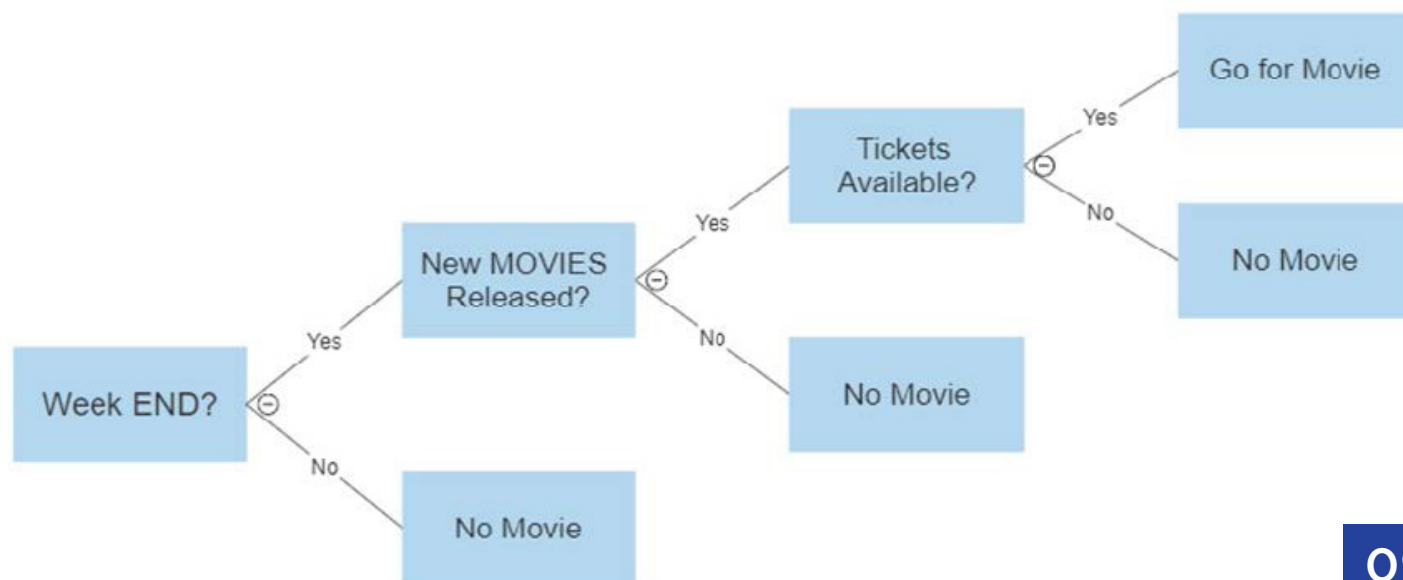 Go for Movie
Yes
Tickets
Available?
No
Yes
No Movie
New MOVIES
Released?
No
Yes
No Movie
Week END?
No
No Movie